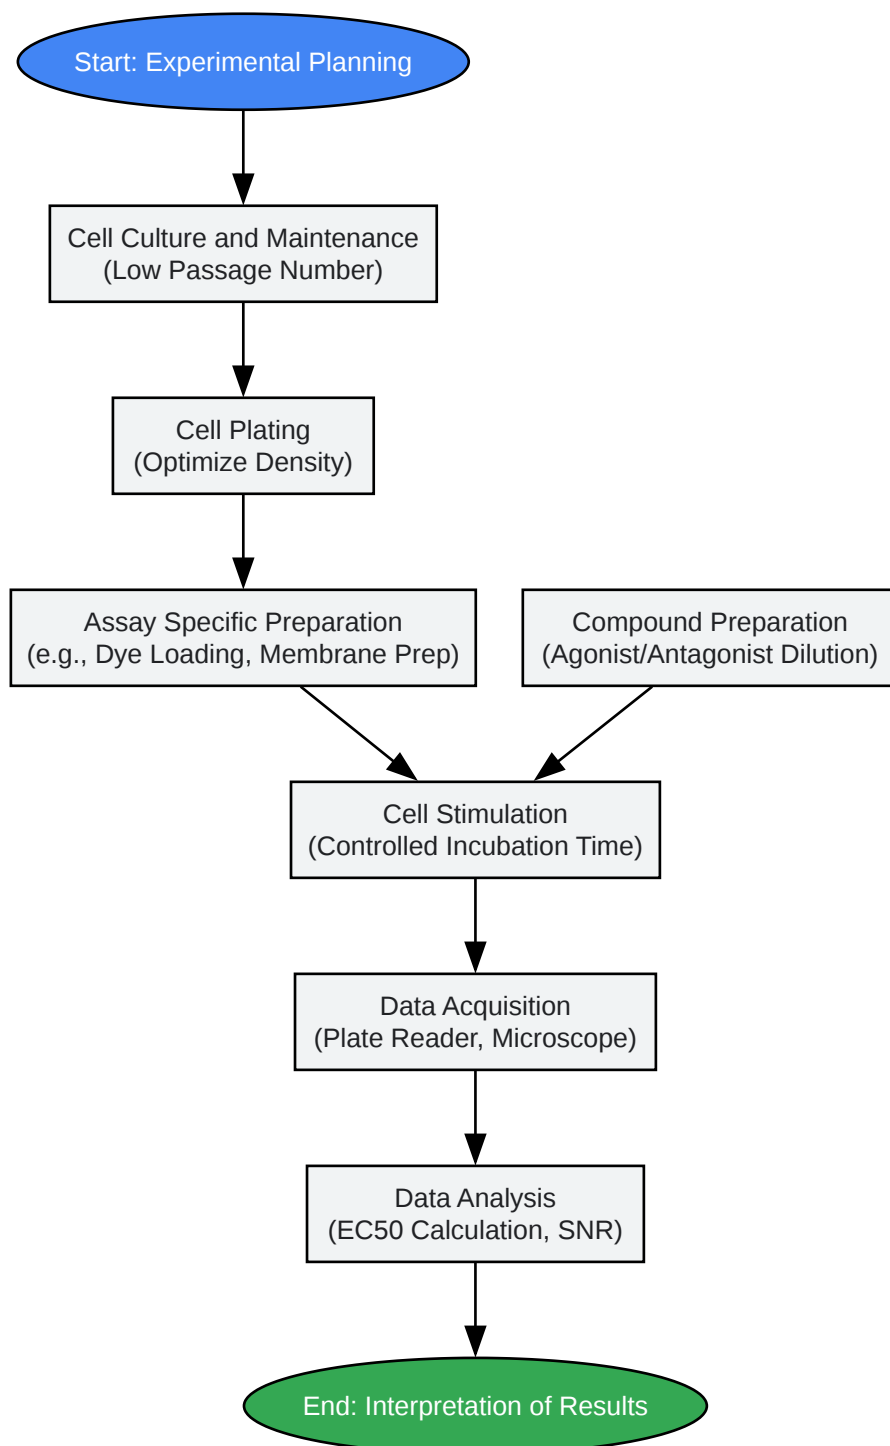 Start: Experimental Planning
Cell Culture and Maintenance
(Low Passage Number)
Cell Plating
(Optimize Density)
Assay Specific Preparation
(e.g., Dye Loading, Membrane Prep)
Compound Preparation
(Agonist/Antagonist Dilution)
Cell Stimulation
(Controlled Incubation Time)
Data Acquisition
(Plate Reader, Microscope)
Data Analysis
(EC50 Calculation, SNR)
End: Interpretation of Results